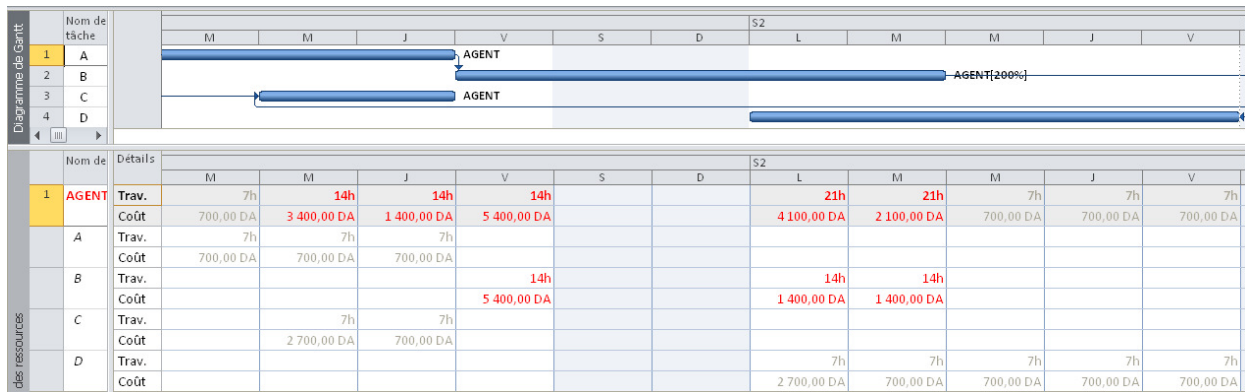 Diagramme de Gantt
Nom de tâche S2
M M J V S D L M M J V
1 A AGENT
2 B AGENT[200%]
3 C AGENT
4 D
des ressources
Nom de Détails S2
M M J V S D L M M J V
1 AGENT Trav. 7h 14h 14h 14h 21h 21h 7h 7h 7h
Coût 700,00 DA 3 400,00 DA 1 400,00 DA 5 400,00 DA 4 100,00 DA 2 100,00 DA 700,00 DA 700,00 DA 700,00 DA
A Trav. 7h 7h 7h
Coût 700,00 DA 700,00 DA 700,00 DA
B Trav. 14h 14h 14h
Coût 5 400,00 DA 1 400,00 DA 1 400,00 DA
C Trav. 7h 7h
Coût 2 700,00 DA 700,00 DA
D Trav. 7h 7h 7h 7h 7h
Coût 2 700,00 DA 700,00 DA 700,00 DA 700,00 DA 700,00 DA